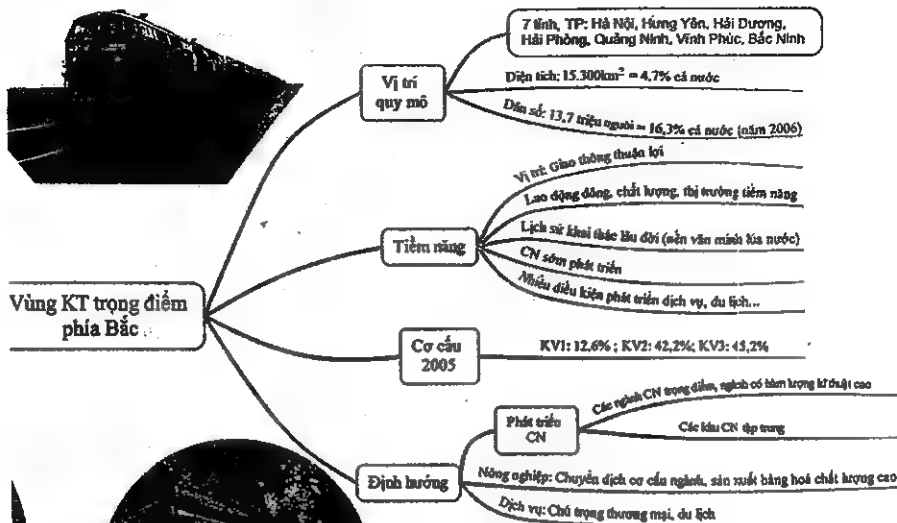 7 tỉnh, TP: Hà Nội, Hưng Yên, Hải Dương,
Hải Phòng, Quảng Ninh, Vĩnh Phúc, Bắc Ninh
Vị trí
quy mô
Diện tích: 15.300km² = 4,7% cả nước
Dân số: 13,7 triệu người = 16,3% cả nước (năm 2006)
Vị trí: Giao thông thuận lợi
Lao động đông, chất lượng, thị trường tiềm năng
Tiềm năng
Lịch sử khai thác lâu đời (nền văn minh lúa nước)
CN sớm phát triển
Nhiều điều kiện phát triển dịch vụ, du lịch...
Vùng KT trọng điểm
phía Bắc
Cơ cấu
2005
KV1: 12,6% ; KV2: 42,2%; KV3: 45,2%
Các ngành CN trọng điểm, ngành có hàm lượng kĩ thuật cao
Phát triển
CN
Các khu CN tập trung
Định hướng
Nông nghiệp: Chuyển dịch cơ cấu ngành, sản xuất hàng hoá chất lượng cao
Dịch vụ: Chú trọng thương mại, du lịch